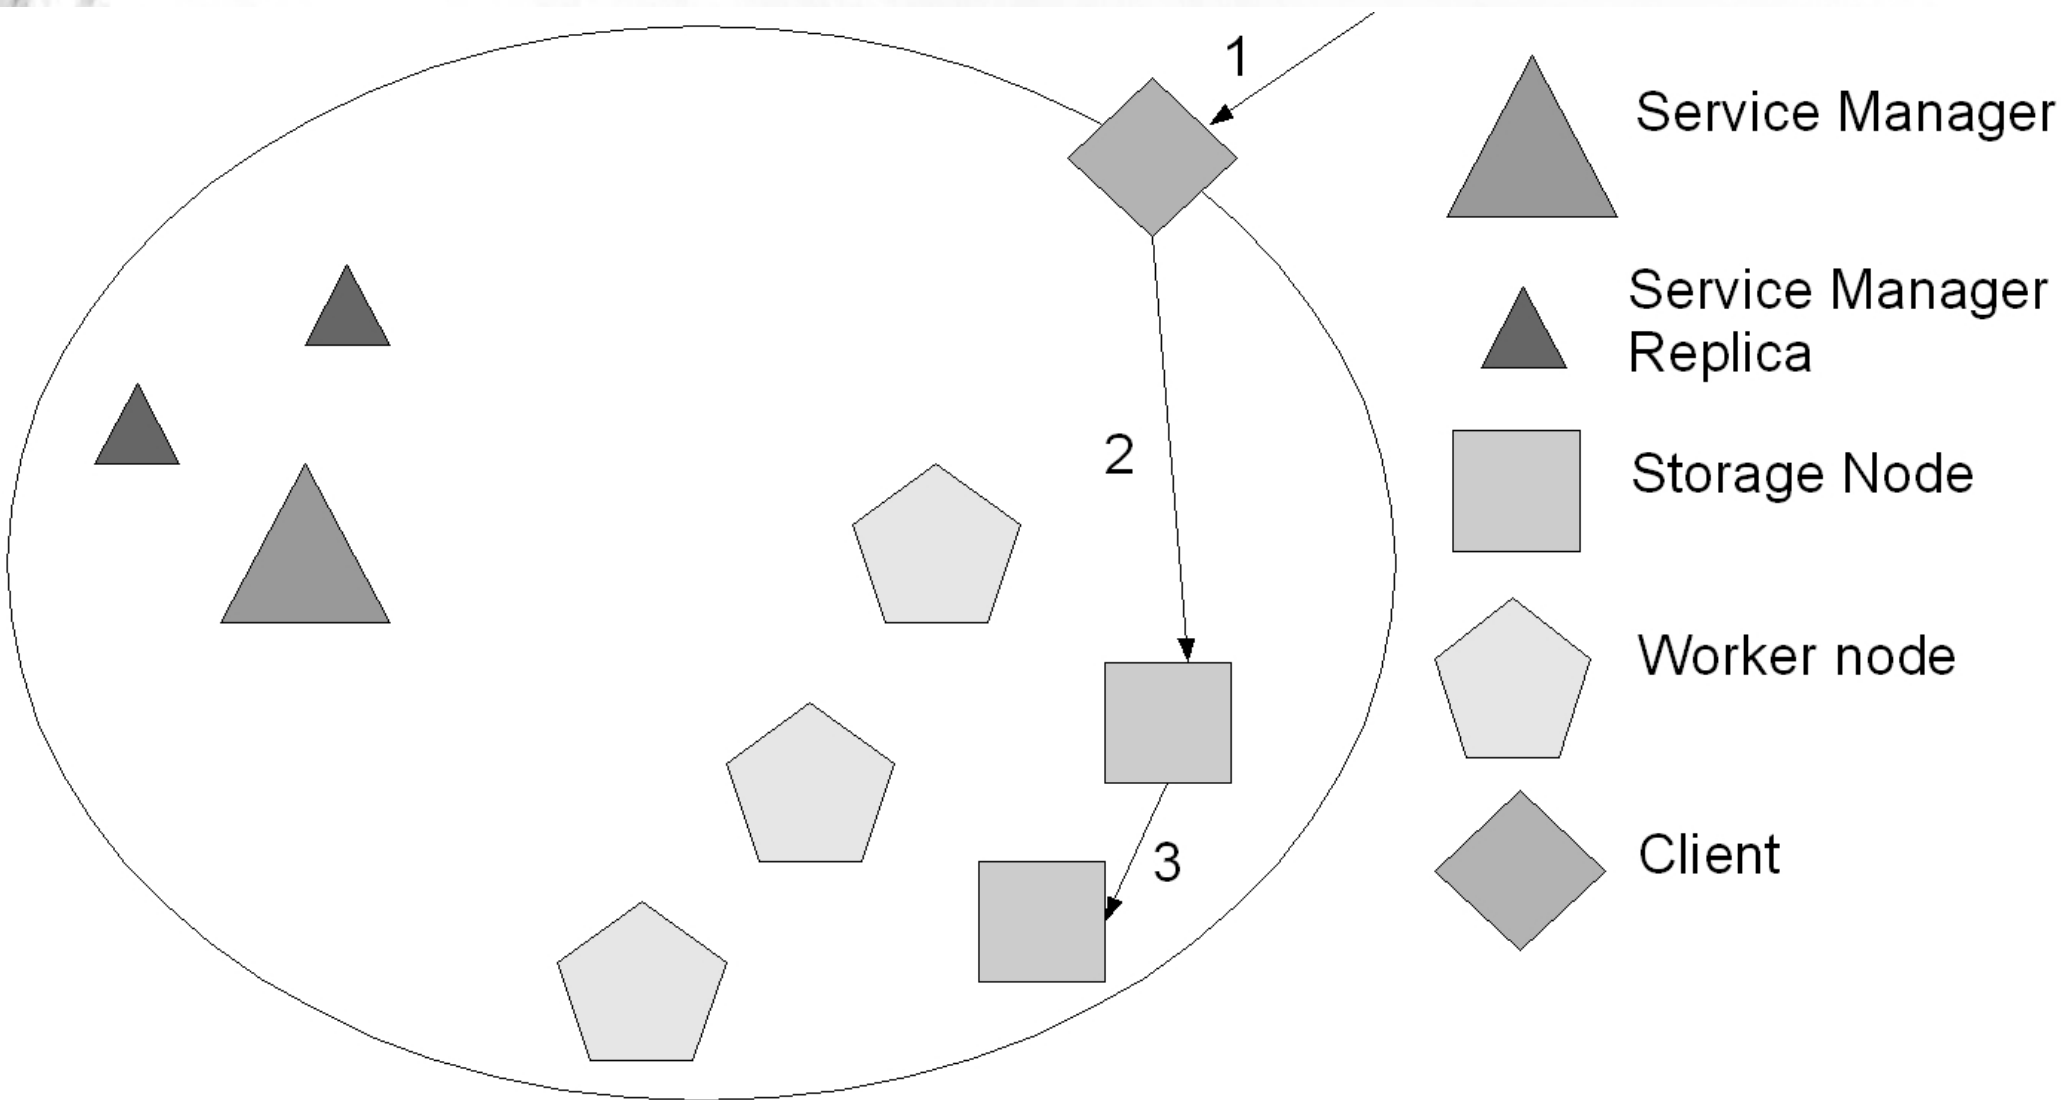 1
2
3
Service Manager
Service Manager
Replica
Storage Node
Worker node
Client